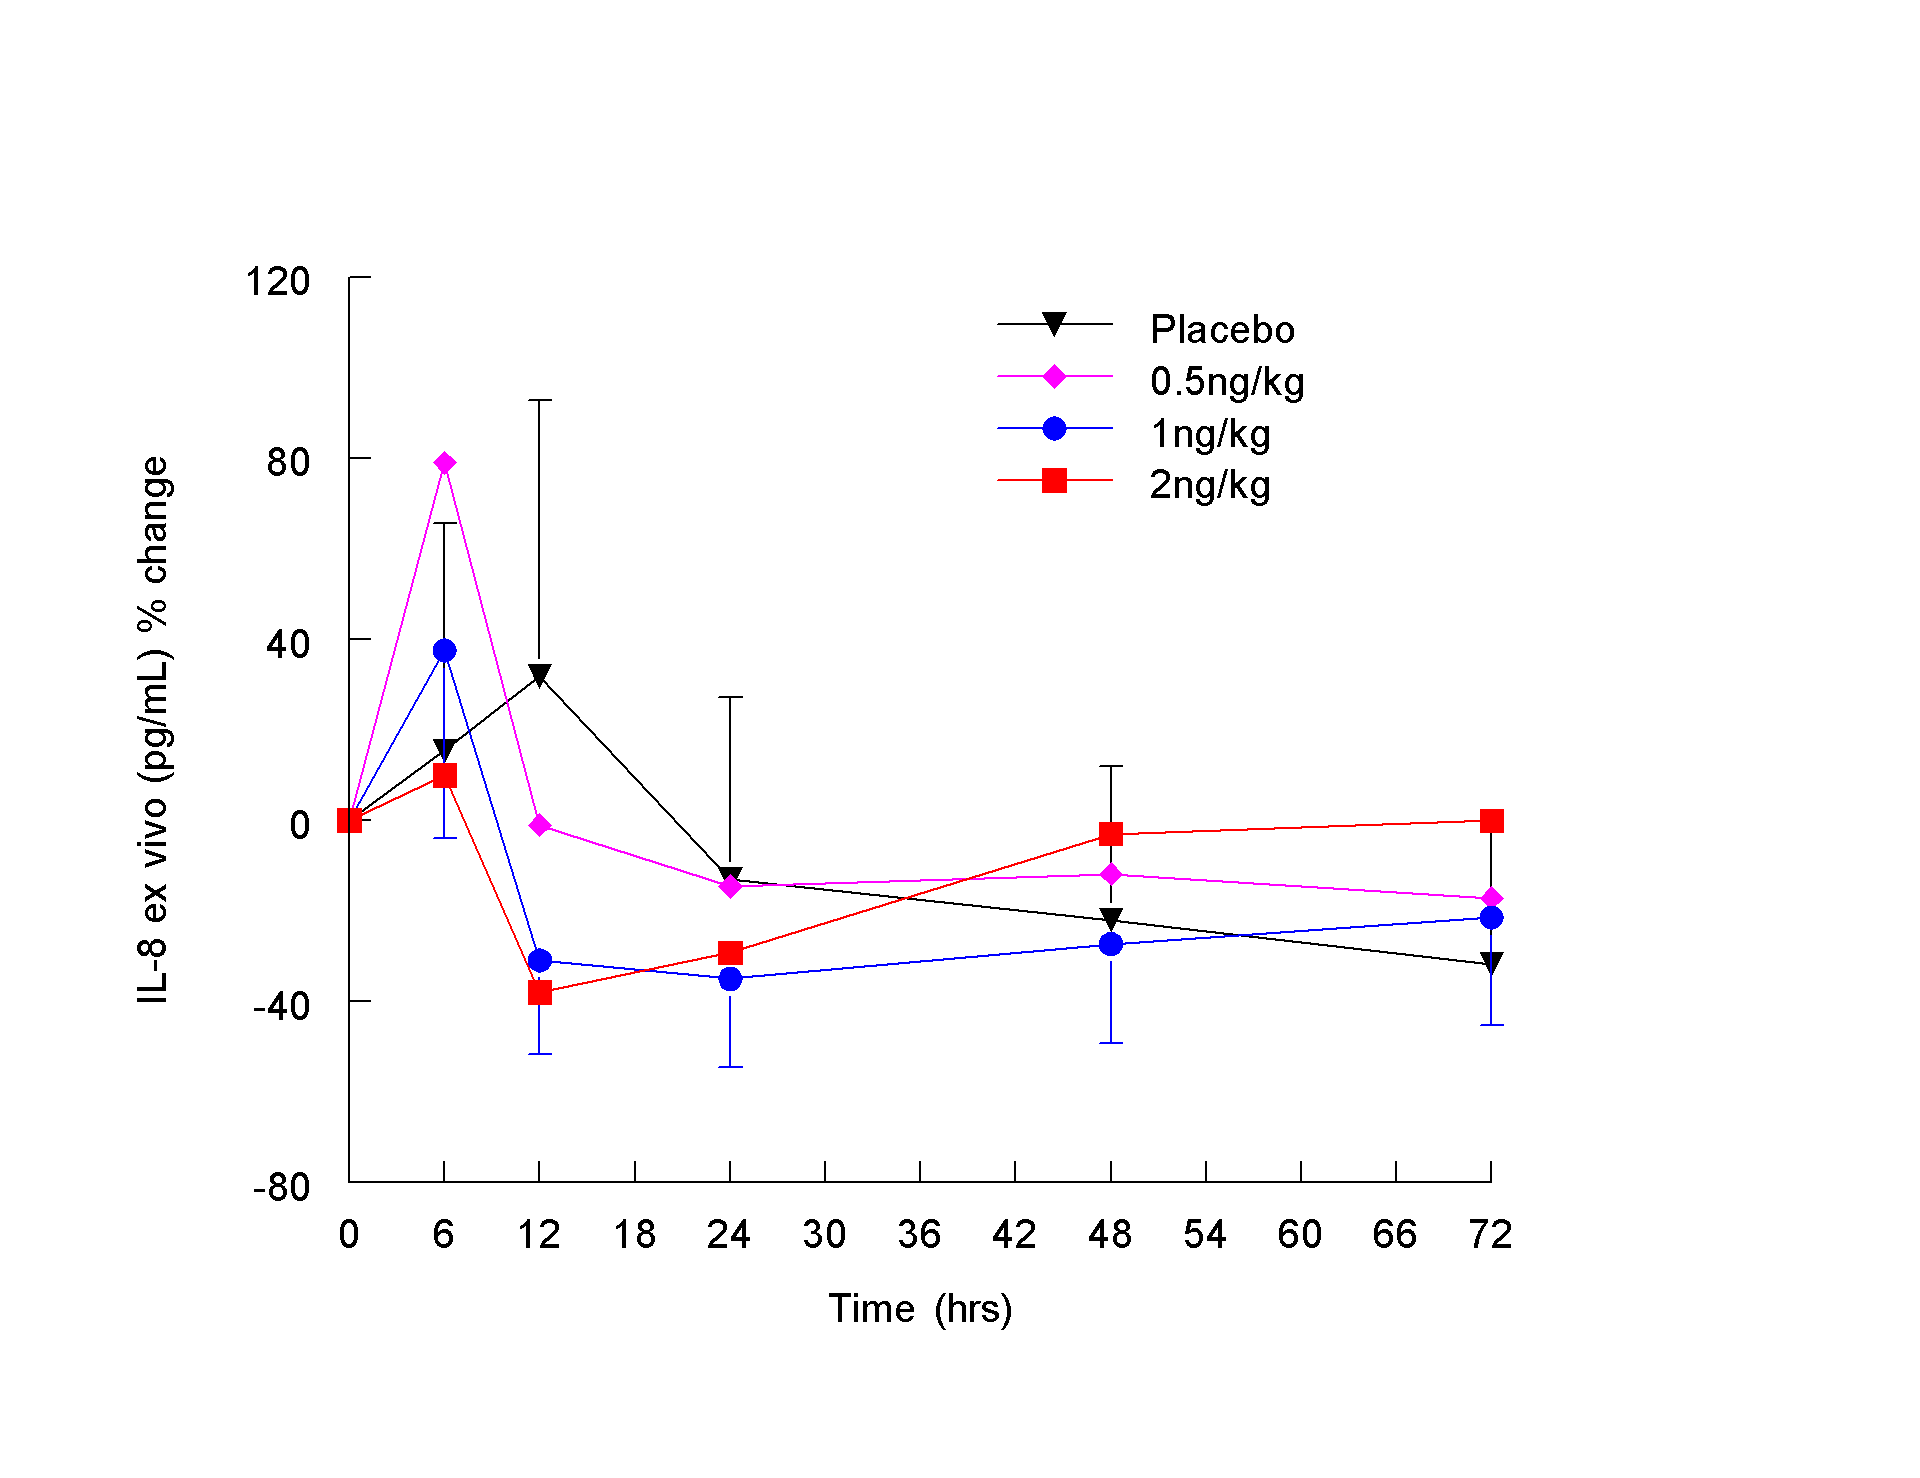 120
80
40
0
-40
-80
IL-8 ex vivo (pg/mL) % change
Placebo
0.5ng/kg
1ng/kg
2ng/kg
0 6 12 18 24 30 36 42 48 54 60 66 72
Time (hrs)